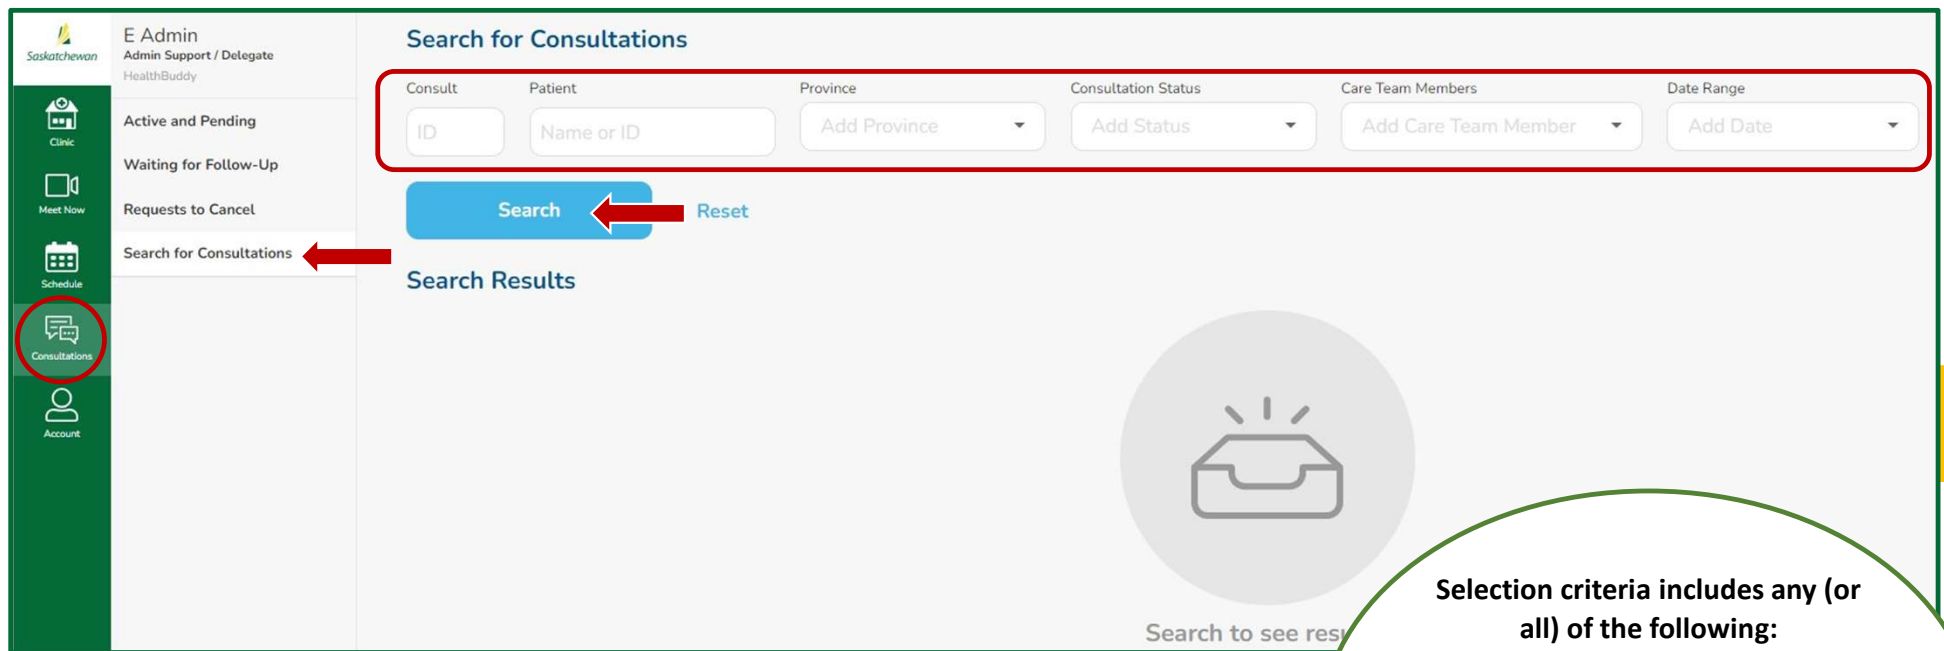 Saskatchewan
Clinic
Meet Now
Schedule
Consultations
Account
E Admin
Admin Support / Delegate
HealthBuddy
Active and Pending
Waiting for Follow-Up
Requests to Cancel
Search for Consultations
Search for Consultations
Consult Patient Province Consultation Status Care Team Members Date Range
ID Name or ID Add Province Add Status Add Care Team Member Add Date
Search Reset
Search Results
Search to see
Selection criteria includes any (or
all) of the following: